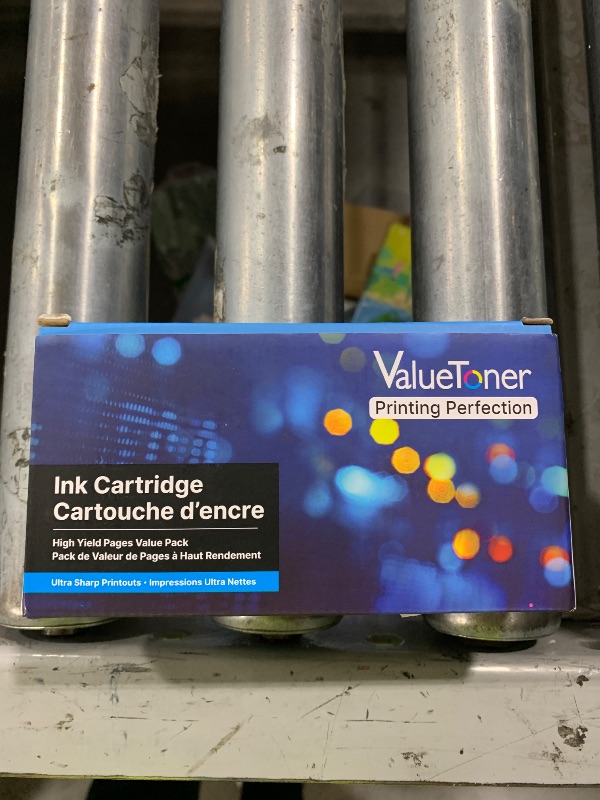 ValueToner
Printing Perfection
Ink Cartridge
Cartouche d'encre
High Yield Pages Value Pack
Pack de Valeur de Pages à Haut Rendement
Ultra Sharp Printouts • Impressions Ultra Nettes